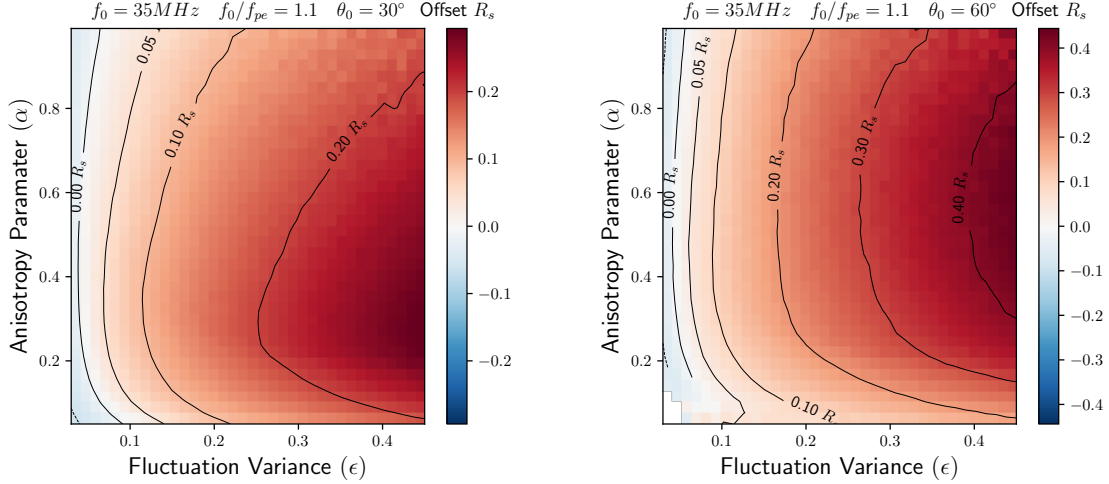 f₀ = 35MHz f₀/f_pe = 1.1 θ₀ = 30° Offset R_s
0.05
0.10 R_s
0.20 R_s
0.00 R_s
0.8
0.6
0.4
0.2
Anisotropy Paramater (α)
0.1 0.2 0.3 0.4
Fluctuation Variance (ϵ)
0.2
0.1
0.0
−0.1
−0.2
f₀ = 35MHz f₀/f_pe = 1.1 θ₀ = 60° Offset R_s
0.05 R_s
0.00 R_s
0.20 R_s
0.30 R_s
0.40 R_s
0.10 R
0.8
0.6
0.4
0.2
Anisotropy Paramater (α)
0.1 0.2 0.3 0.4
Fluctuation Variance (ϵ)
0.4
0.3
0.2
0.1
0.0
−0.1
−0.2
−0.3
−0.4